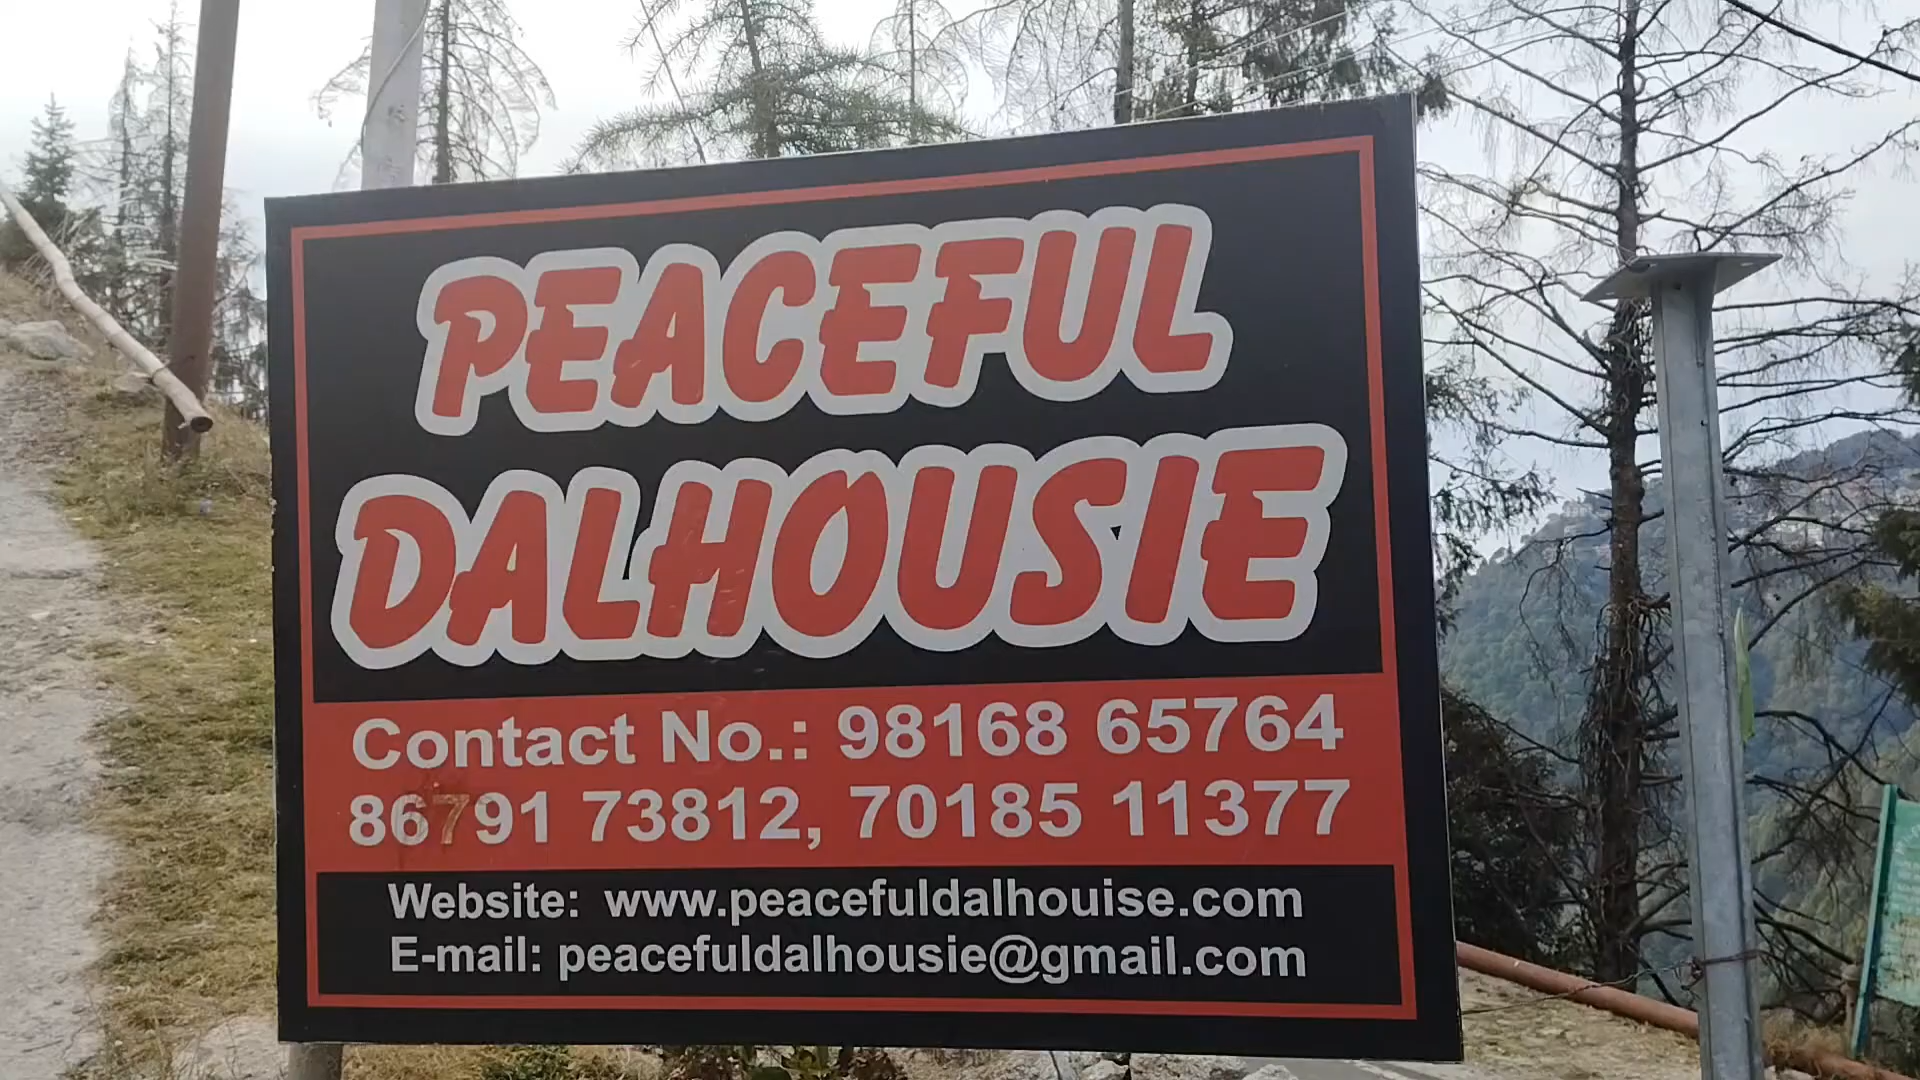 PEACEFUL
DALHOUSIE
Contact No.: 98168 65764
86791 73812, 70185 11377
Website: www.peacefuldalhouise.com
E-mail: peacefuldalhousie@gmail.com